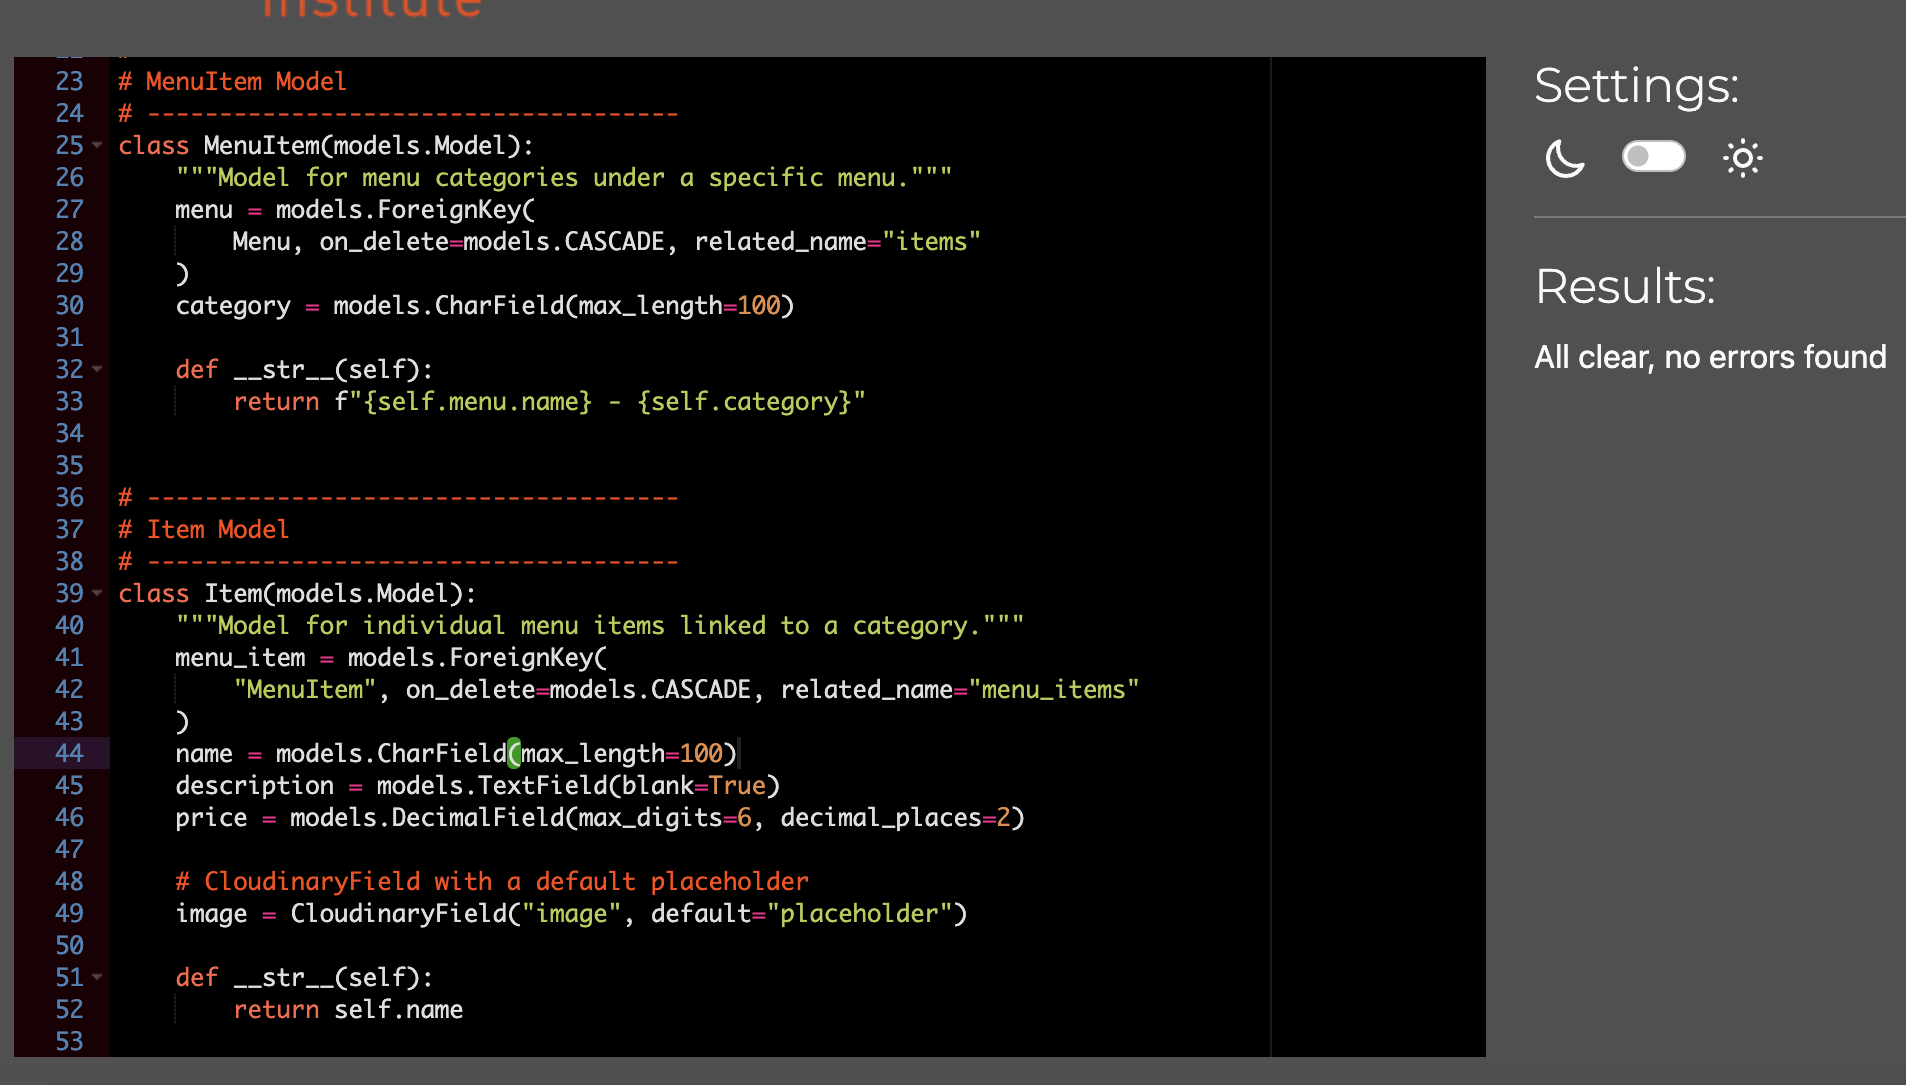 institute
23 # MenuItem Model
24 # -------------------------------------
25 class MenuItem(models.Model):
26     """Model for menu categories under a specific menu."""
27     menu = models.ForeignKey(
28         Menu, on_delete=models.CASCADE, related_name="items"
29     )
30     category = models.CharField(max_length=100)
31
32     def __str__(self):
33         return f"{self.menu.name} - {self.category}"
34
35
36 # -------------------------------------
37 # Item Model
38 # -------------------------------------
39 class Item(models.Model):
40     """Model for individual menu items linked to a category."""
41     menu_item = models.ForeignKey(
42         "MenuItem", on_delete=models.CASCADE, related_name="menu_items"
43     )
44     name = models.CharField(max_length=100)
45     description = models.TextField(blank=True)
46     price = models.DecimalField(max_digits=6, decimal_places=2)
47
48     # CloudinaryField with a default placeholder
49     image = CloudinaryField("image", default="placeholder")
50
51     def __str__(self):
52         return self.name
53
Settings:
Results:
All clear, no errors found